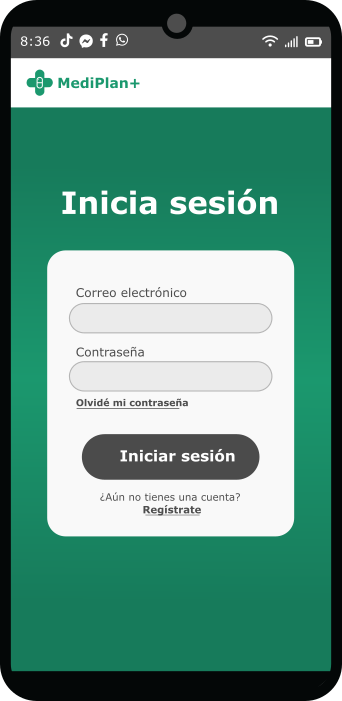 8:36
MediPlan+
Inicia sesión
Correo electrónico
Contraseña
Olvidé mi contraseña
Iniciar sesión
¿Aún no tienes una cuenta?
Regístrate